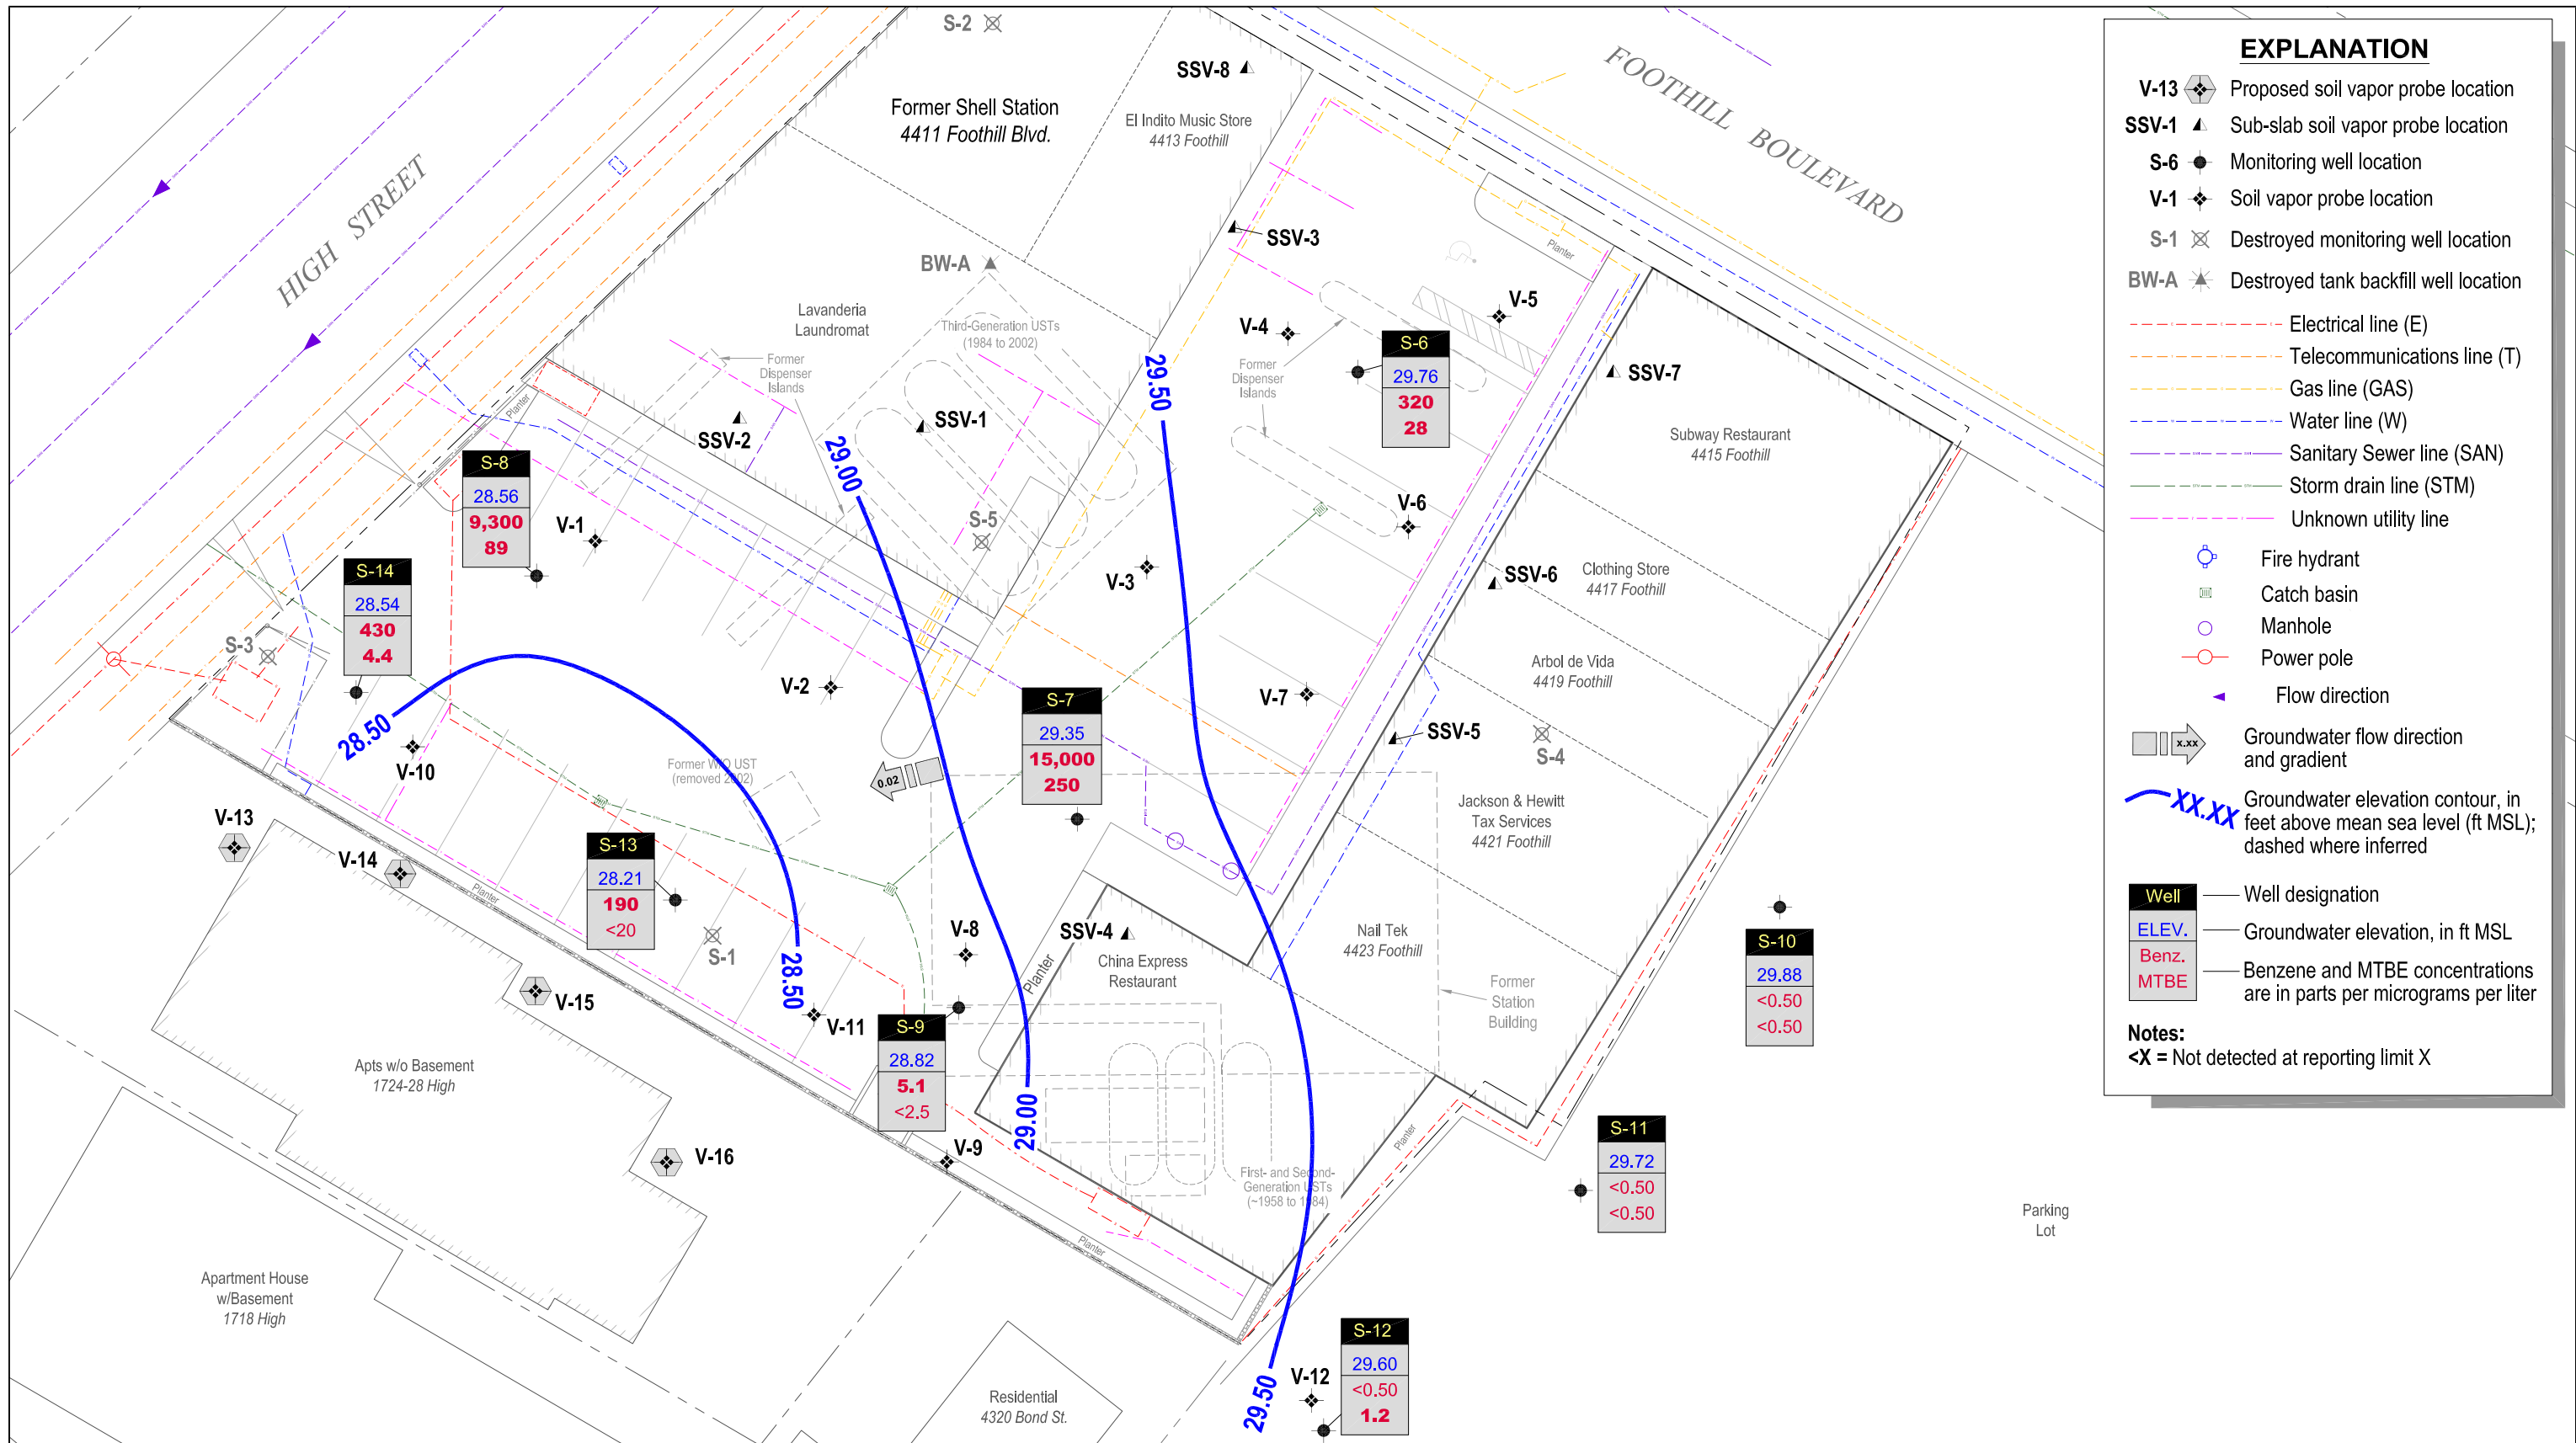 S-2
SSV-8
FOOTHILL BOULEVARD
HIGH STREET
Former Shell Station
4411 Foothill Blvd.
El Indito Music Store
4413 Foothill
SSV-3
Planter
BW-A
Lavanderia
Laundromat
Third-Generation USTs
(1984 to 2002)
V-5
V-4
Former
Dispenser
Islands
Former
Dispenser
Islands
29.50
S-6
29.76
320
28
SSV-7
Planter
SSV-2
SSV-1
29.00
Subway Restaurant
4415 Foothill
S-8
28.56
9,300
89
V-1
S-5
V-6
V-3
SSV-6
Clothing Store
4417 Foothill
S-14
28.54
430
4.4
S-3
V-2
V-7
S-7
29.35
15,000
250
Arbol de Vida
4419 Foothill
SSV-5
S-4
28.50
V-10
Former W/O UST
(removed 2002)
0.02
Jackson & Hewitt
Tax Services
4421 Foothill
V-13
V-14
Planter
S-13
28.21
190
<20
S-1
28.50
V-8
SSV-4
China Express
Restaurant
Planter
Nail Tek
4423 Foothill
Former
Station
Building
S-10
29.88
<0.50
<0.50
V-15
V-11
S-9
28.82
5.1
<2.5
29.00
Apts w/o Basement
1724-28 High
V-16
V-9
First- and Second-
Generation USTs
(~1958 to 1984)
Planter
Planter
S-11
29.72
<0.50
<0.50
Parking
Lot
Apartment House
w/Basement
1718 High
Residential
4320 Bond St.
29.50
V-12
S-12
29.60
<0.50
1.2
EXPLANATION
V-13 Proposed soil vapor probe location
SSV-1 Sub-slab soil vapor probe location
S-6 Monitoring well location
V-1 Soil vapor probe location
S-1 Destroyed monitoring well location
BW-A Destroyed tank backfill well location
Electrical line (E)
Telecommunications line (T)
Gas line (GAS)
Water line (W)
Sanitary Sewer line (SAN)
Storm drain line (STM)
Unknown utility line
Fire hydrant
Catch basin
Manhole
Power pole
Flow direction
x.xx Groundwater flow direction
and gradient
XX.XX Groundwater elevation contour, in
feet above mean sea level (ft MSL);
dashed where inferred
Well Well designation
ELEV. Groundwater elevation, in ft MSL
Benz. Benzene and MTBE concentrations
MTBE are in parts per micrograms per liter
Notes:
<X = Not detected at reporting limit X